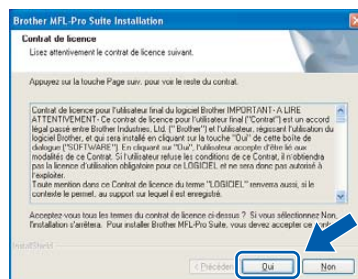 Brother MFL-Pro Suite Installation
Contrat de licence
Lisez attentivement le contrat de licence suivant.
Appuyez sur la touche Page suiv. pour voir le reste du contrat.
Contrat de licence pour l'utilisateur final du logiciel Brother IMPORTANT- A LIRE
ATTENTIVEMENT- Ce contrat de licence pour l'utilisateur final ("Contrat") est un accord
légal passé entre Brother Industries, Ltd. (" Brother") et l'utilisateur, régissant l'utilisation du
logiciel Brother, et qui sera installé en cliquant sur la touche "Oui" de cette boîte de
dialogue ("SOFTWARE"). En cliquant sur "Oui", l'utilisateur accepte d'être lié aux
modalités de ce Contrat. Si l'utilisateur refuse les conditions de ce Contrat, il n'obtiendra
pas la licence d'utilisation obligatoire pour ce LOGICIEL et ne sera donc pas autorisé à
l'exploiter.
Toute mention dans ce Contrat de licence du terme "LOGICIEL" renverra aussi, si le
contexte le permet, au support sur lequel il est enregistré.
Acceptez-vous tous les termes du contrat de licence ci-dessus ? Si vous sélectionnez Non,
l'installation s'arrêtera. Pour installer Brother MFL-Pro Suite, vous devez accepter ce
InstallShield
< Précédent
Oui
Non